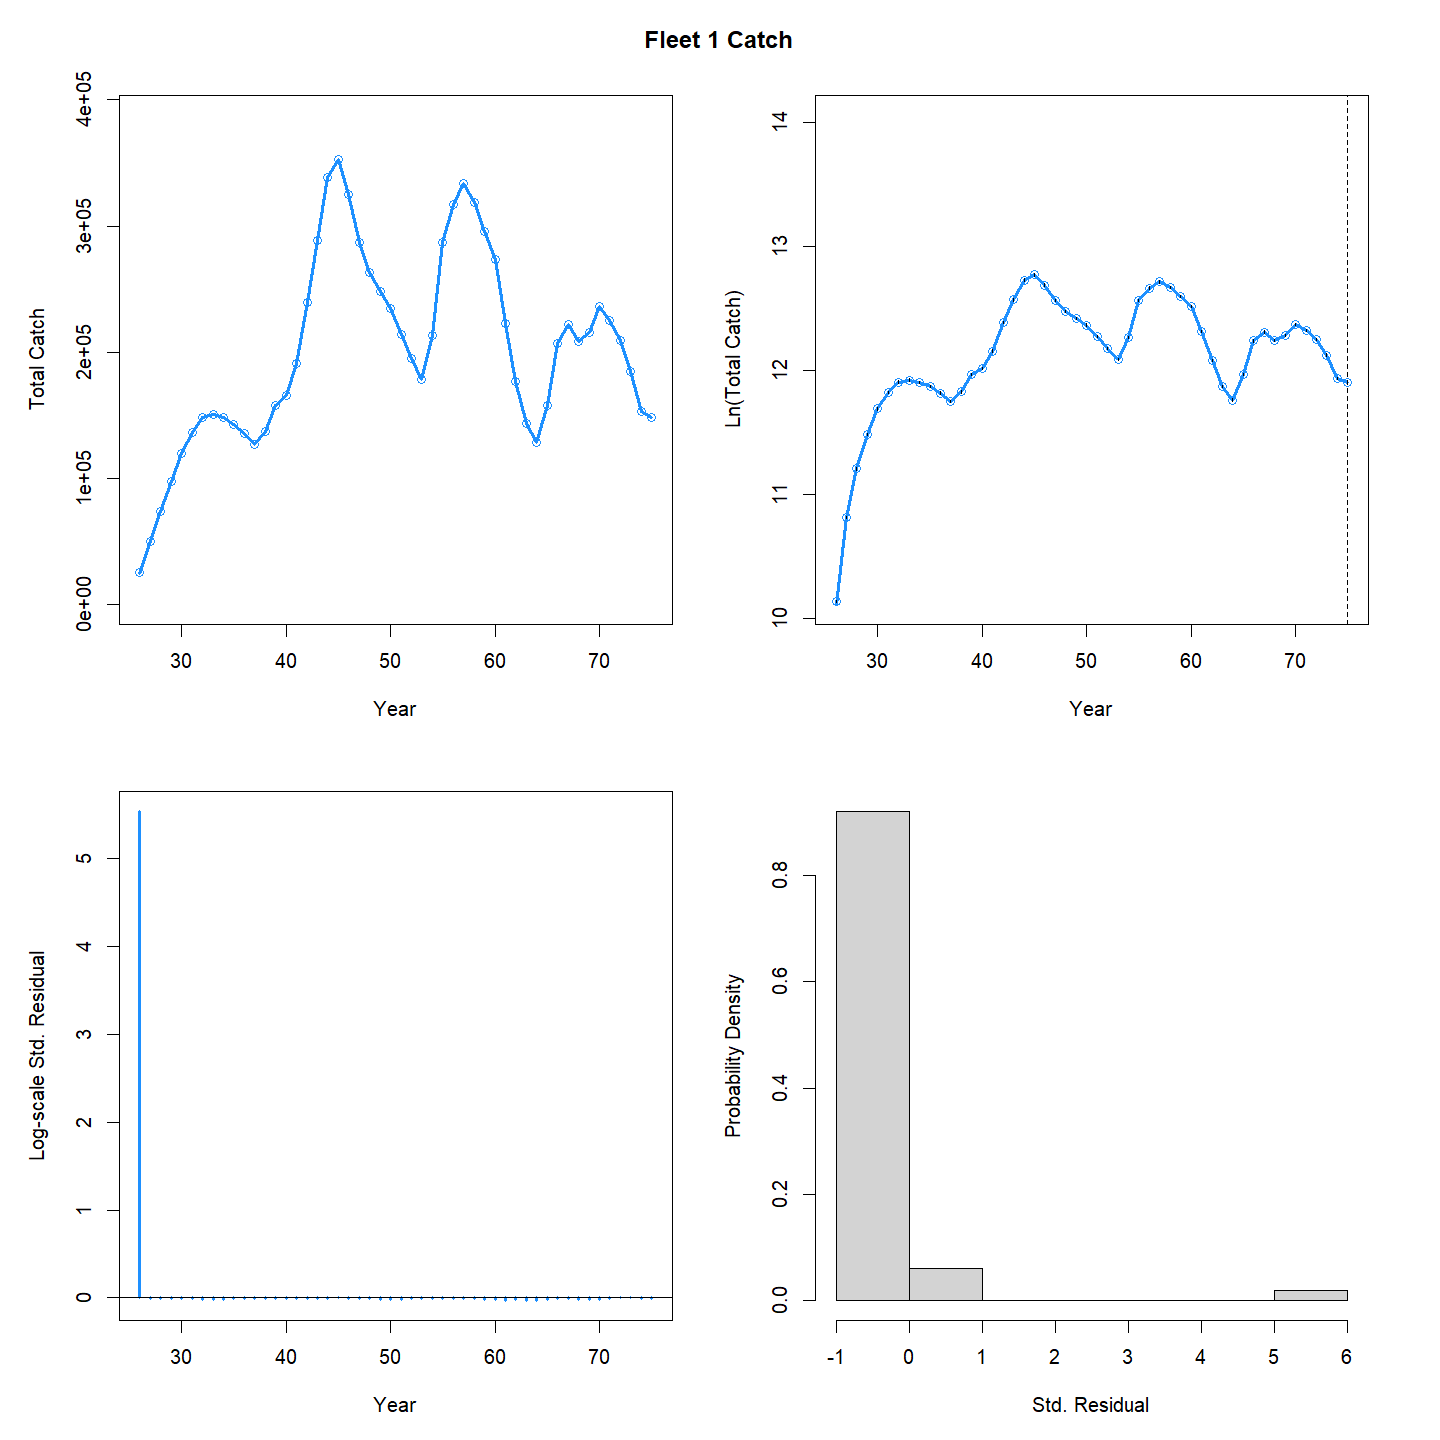 Fleet 1 Catch
Total Catch
0e+00 1e+05 2e+05 3e+05 4e+05
30 40 50 60 70
Year
Ln(Total Catch)
10 11 12 13 14
30 40 50 60 70
Year
Log-scale Std. Residual
0 1 2 3 4 5
30 40 50 60 70
Year
Probability Density
0.0 0.2 0.4 0.6 0.8
-1 0 1 2 3 4 5 6
Std. Residual